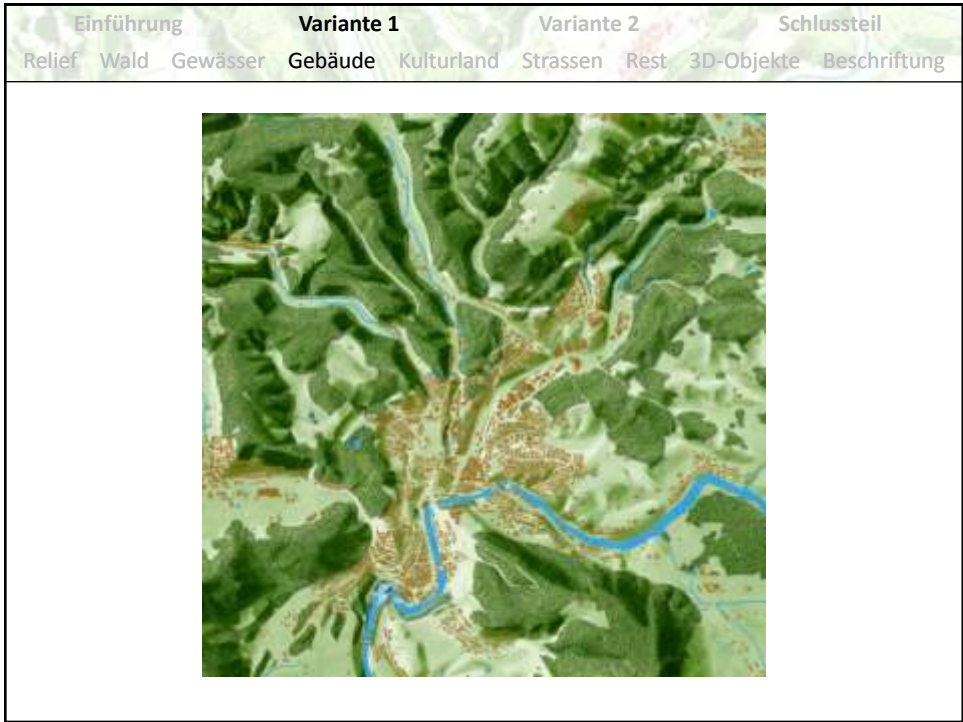 Einführung Variante 1 Variante 2 Schlussteil
Relief Wald Gewässer Gebäude Kulturland Strassen Rest 3D-Objekte Beschriftung